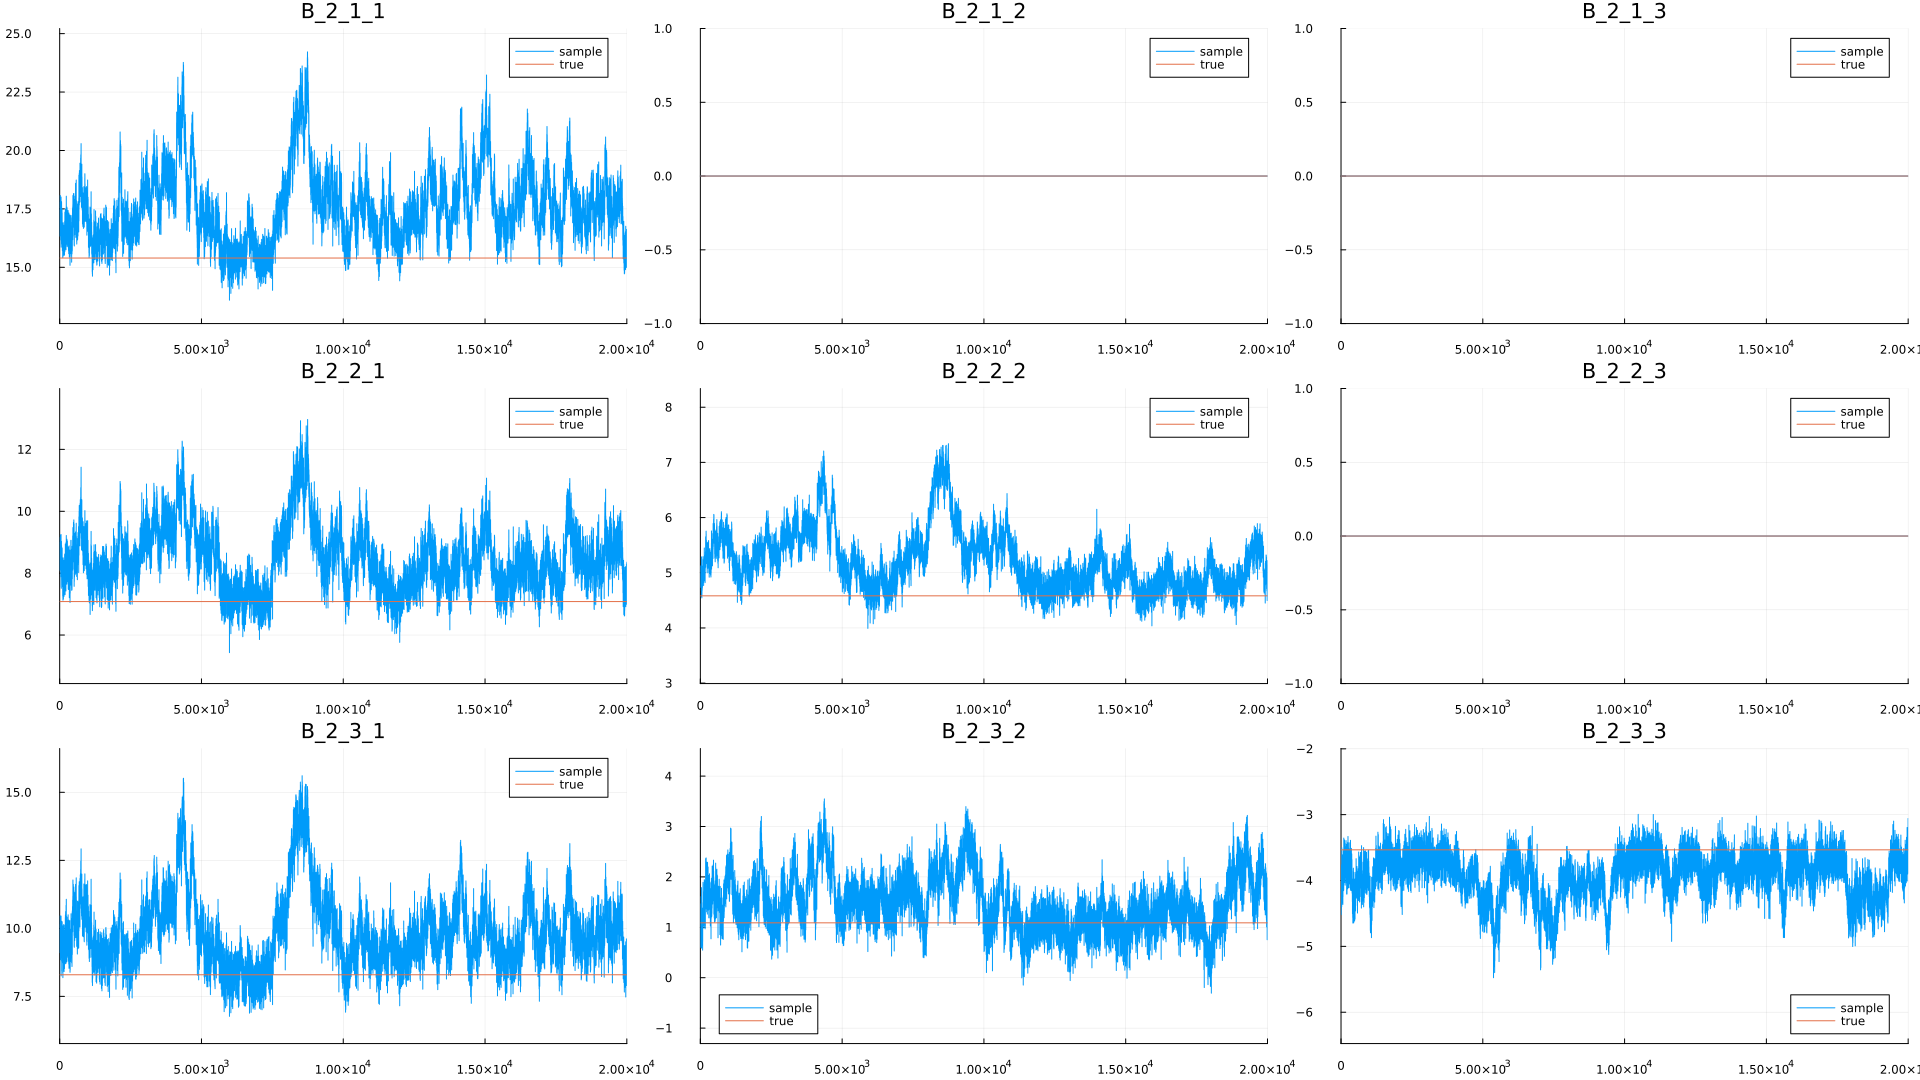 B_2_1_1
25.0
22.5
20.0
17.5
15.0
sample
true
0 5.00×10³ 1.00×10⁴ 1.50×10⁴ 2.00×10⁴
B_2_1_2
1.0
0.5
0.0
−0.5
−1.0
sample
true
0 5.00×10³ 1.00×10⁴ 1.50×10⁴ 2.00×10⁴
B_2_1_3
1.0
0.5
0.0
−0.5
−1.0
sample
true
0 5.00×10³ 1.00×10⁴ 1.50×10⁴ 2.00×1
B_2_2_1
12
10
8
6
sample
true
0 5.00×10³ 1.00×10⁴ 1.50×10⁴ 2.00×10⁴
B_2_2_2
8
7
6
5
4
3
sample
true
0 5.00×10³ 1.00×10⁴ 1.50×10⁴ 2.00×10⁴
B_2_2_3
1.0
0.5
0.0
−0.5
−1.0
sample
true
0 5.00×10³ 1.00×10⁴ 1.50×10⁴ 2.00×1
B_2_3_1
15.0
12.5
10.0
7.5
sample
true
0 5.00×10³ 1.00×10⁴ 1.50×10⁴ 2.00×10⁴
B_2_3_2
4
3
2
1
0
−1
sample
true
0 5.00×10³ 1.00×10⁴ 1.50×10⁴ 2.00×10⁴
B_2_3_3
−2
−3
−4
−5
−6
sample
true
0 5.00×10³ 1.00×10⁴ 1.50×10⁴ 2.00×1